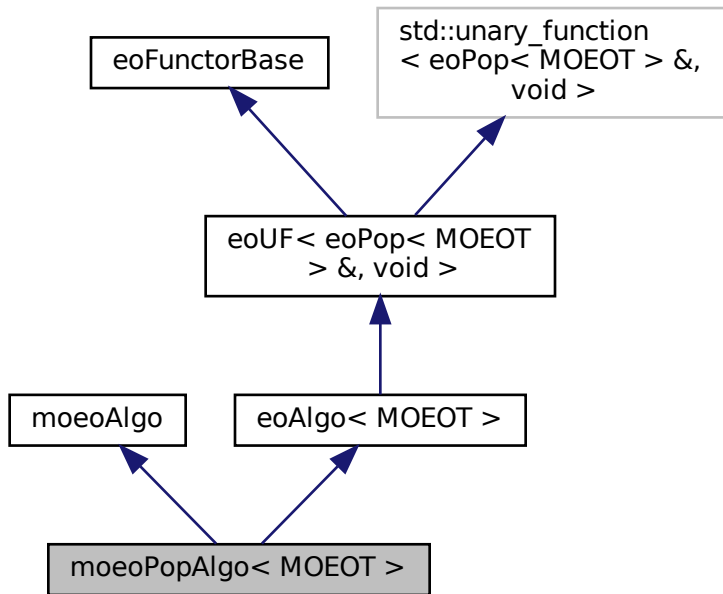 eoFunctorBase
std::unary_function
< eoPop< MOEOT > &,
void >
eoUF< eoPop< MOEOT
> &, void >
moeoAlgo
eoAlgo< MOEOT >
moeoPopAlgo< MOEOT >